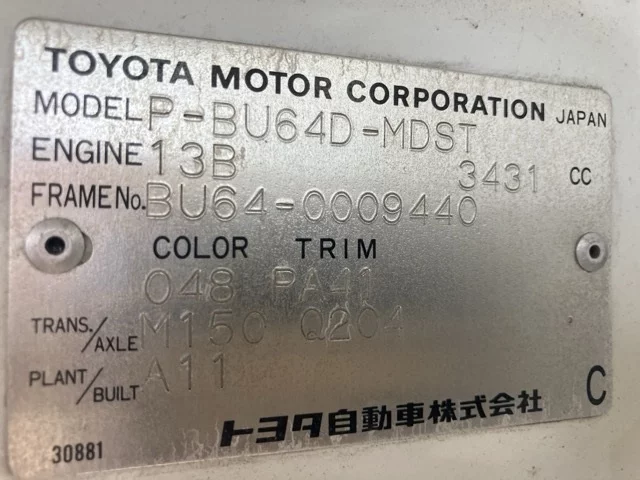 TOYOTA MOTOR CORPORATION JAPAN
MODEL P-BU64D-MDST
ENGINE 13B 3431 CC
FRAME No. BU64-0009440
COLOR TRIM
048 PA41
TRANS./AXLE M150 Q204
PLANT/BUILT A11
C
トヨタ自動車株式会社
30881